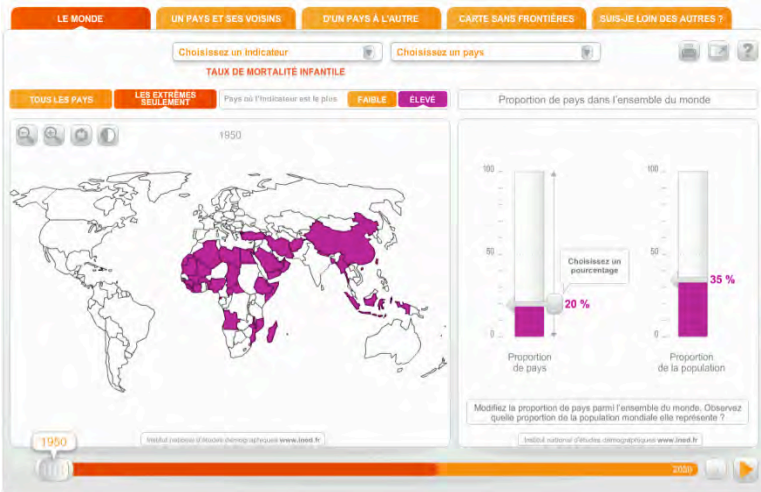 LE MONDE
UN PAYS ET SES VOISINS
D'UN PAYS À L'AUTRE
CARTE SANS FRONTIÈRES
SUIS-JE LOIN DES AUTRES ?
Choisissez un Indicateur
Choisissez un pays
?
TAUX DE MORTALITÉ INFANTILE
TOUS LES PAYS
LES EXTRÊMES
SEULEMENT
Pays où l'indicateur est le plus
FAIBLE
ÉLEVÉ
Proportion de pays dans l'ensemble du monde
1950
100
50
0
Choisissez un
pourcentage
20 %
Proportion
de pays
100
50
0
35 %
Proportion
de la population
Modifiez la proportion de pays parmi l'ensemble du monde. Observez
quelle proportion de la population mondiale elle représente ?
Institut national d'études démographiques www.ined.fr
Institut national d'études démographiques www.ined.fr
1950
2050